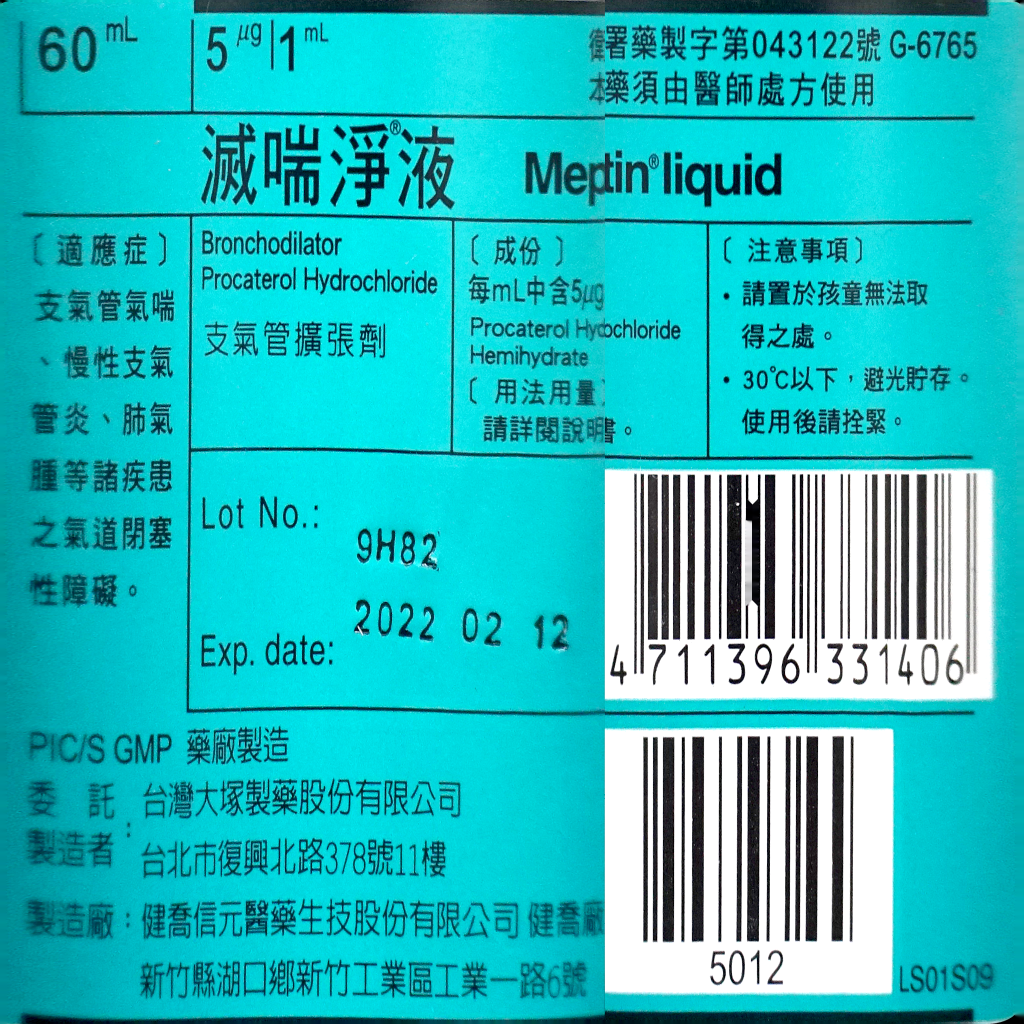 60 mL
5 µg | 1 mL
衛署藥製字第043122號 G-6765
本藥須由醫師處方使用
滅喘淨®液 Meptin® liquid
〔適應症〕
支氣管氣喘
、慢性支氣
管炎、肺氣
腫等諸疾患
之氣道閉塞
性障礙。
Bronchodilator
Procaterol Hydrochloride
支氣管擴張劑
〔成份〕
每mL中含5µg
Procaterol Hydrochloride
Hemihydrate
〔用法用量〕
請詳閱說明書。
〔注意事項〕
• 請置於孩童無法取
得之處。
• 30℃以下,避光貯存。
使用後請拴緊。
Lot No.:
9H82
2022 02 12
Exp. date:
4 711396 331406
PIC/S GMP 藥廠製造
委託製造者:台灣大塚製藥股份有限公司
台北市復興北路378號11樓
製造廠:健喬信元醫藥生技股份有限公司 健喬廠
新竹縣湖口鄉新竹工業區工業一路6號
5012
LS01S09